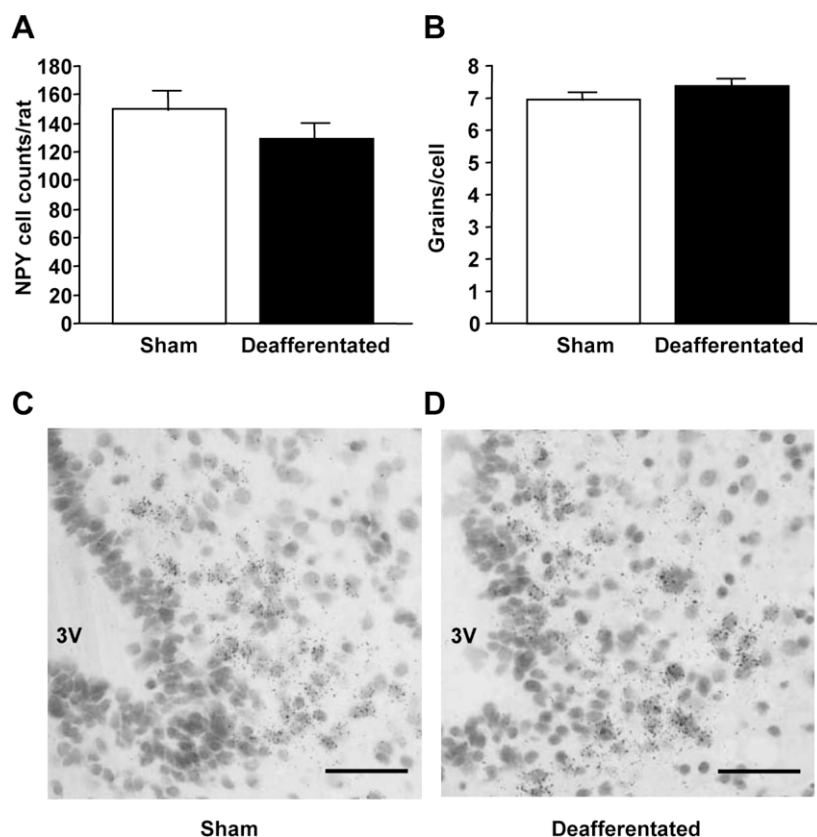 A
NPY cell counts/rat
180
160
140
120
100
80
60
40
20
0
Sham Deafferentated
B
Grains/cell
8
7
6
5
4
3
2
1
0
Sham Deafferentated
C
3V
Sham
D
3V
Deafferentated